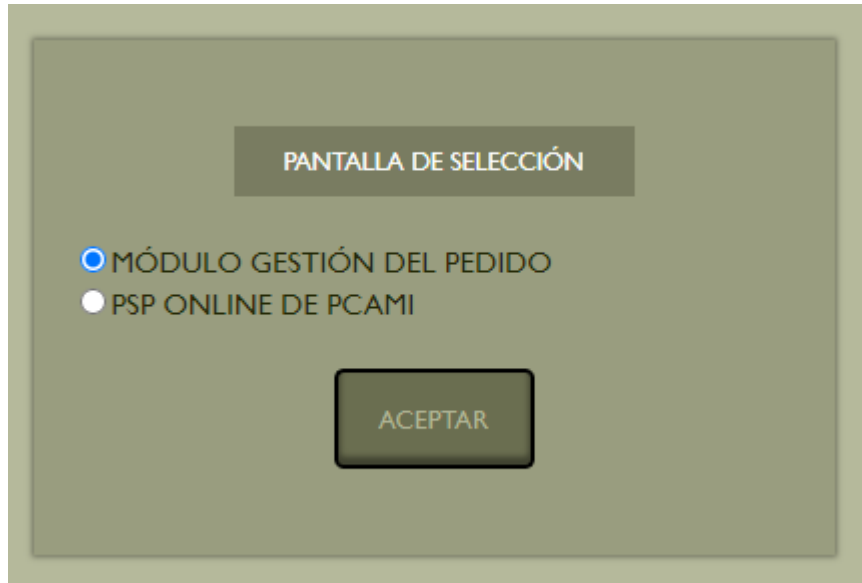 PANTALLA DE SELECCIÓN
MÓDULO GESTIÓN DEL PEDIDO
PSP ONLINE DE PCAMI
ACEPTAR